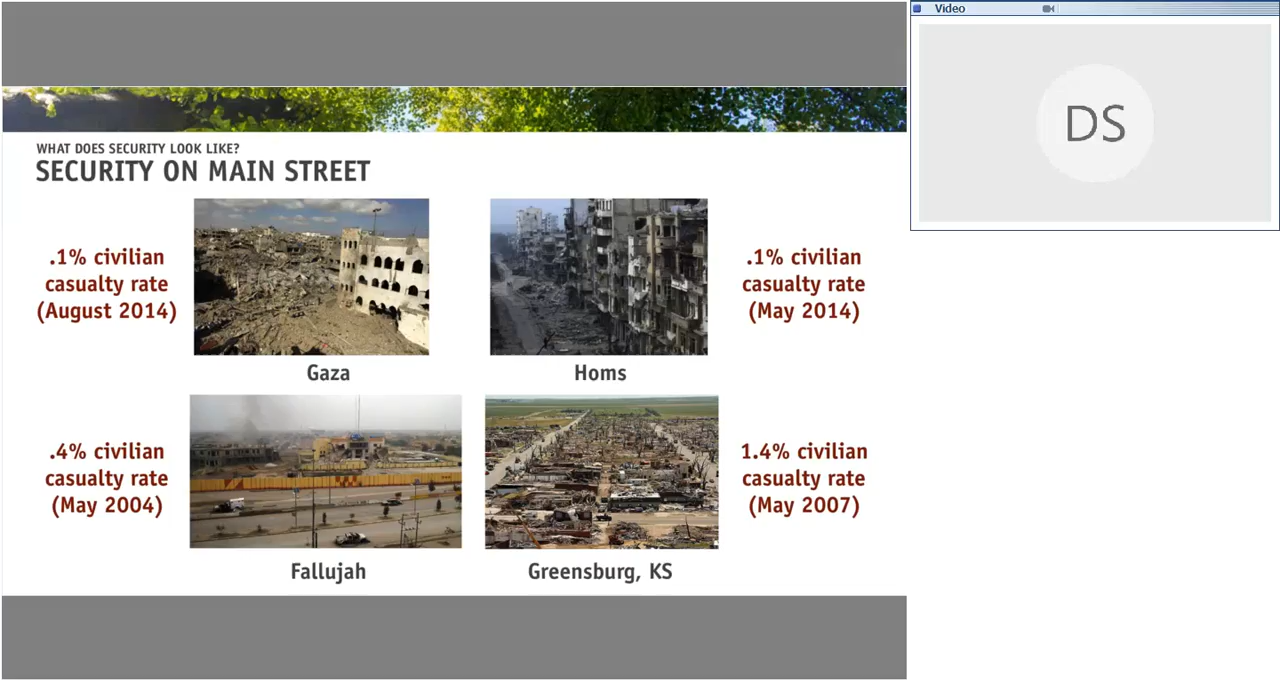 Video
DS
WHAT DOES SECURITY LOOK LIKE?
SECURITY ON MAIN STREET
.1% civilian
casualty rate
(August 2014)
Gaza
Homs
.1% civilian
casualty rate
(May 2014)
.4% civilian
casualty rate
(May 2004)
Fallujah
Greensburg, KS
1.4% civilian
casualty rate
(May 2007)